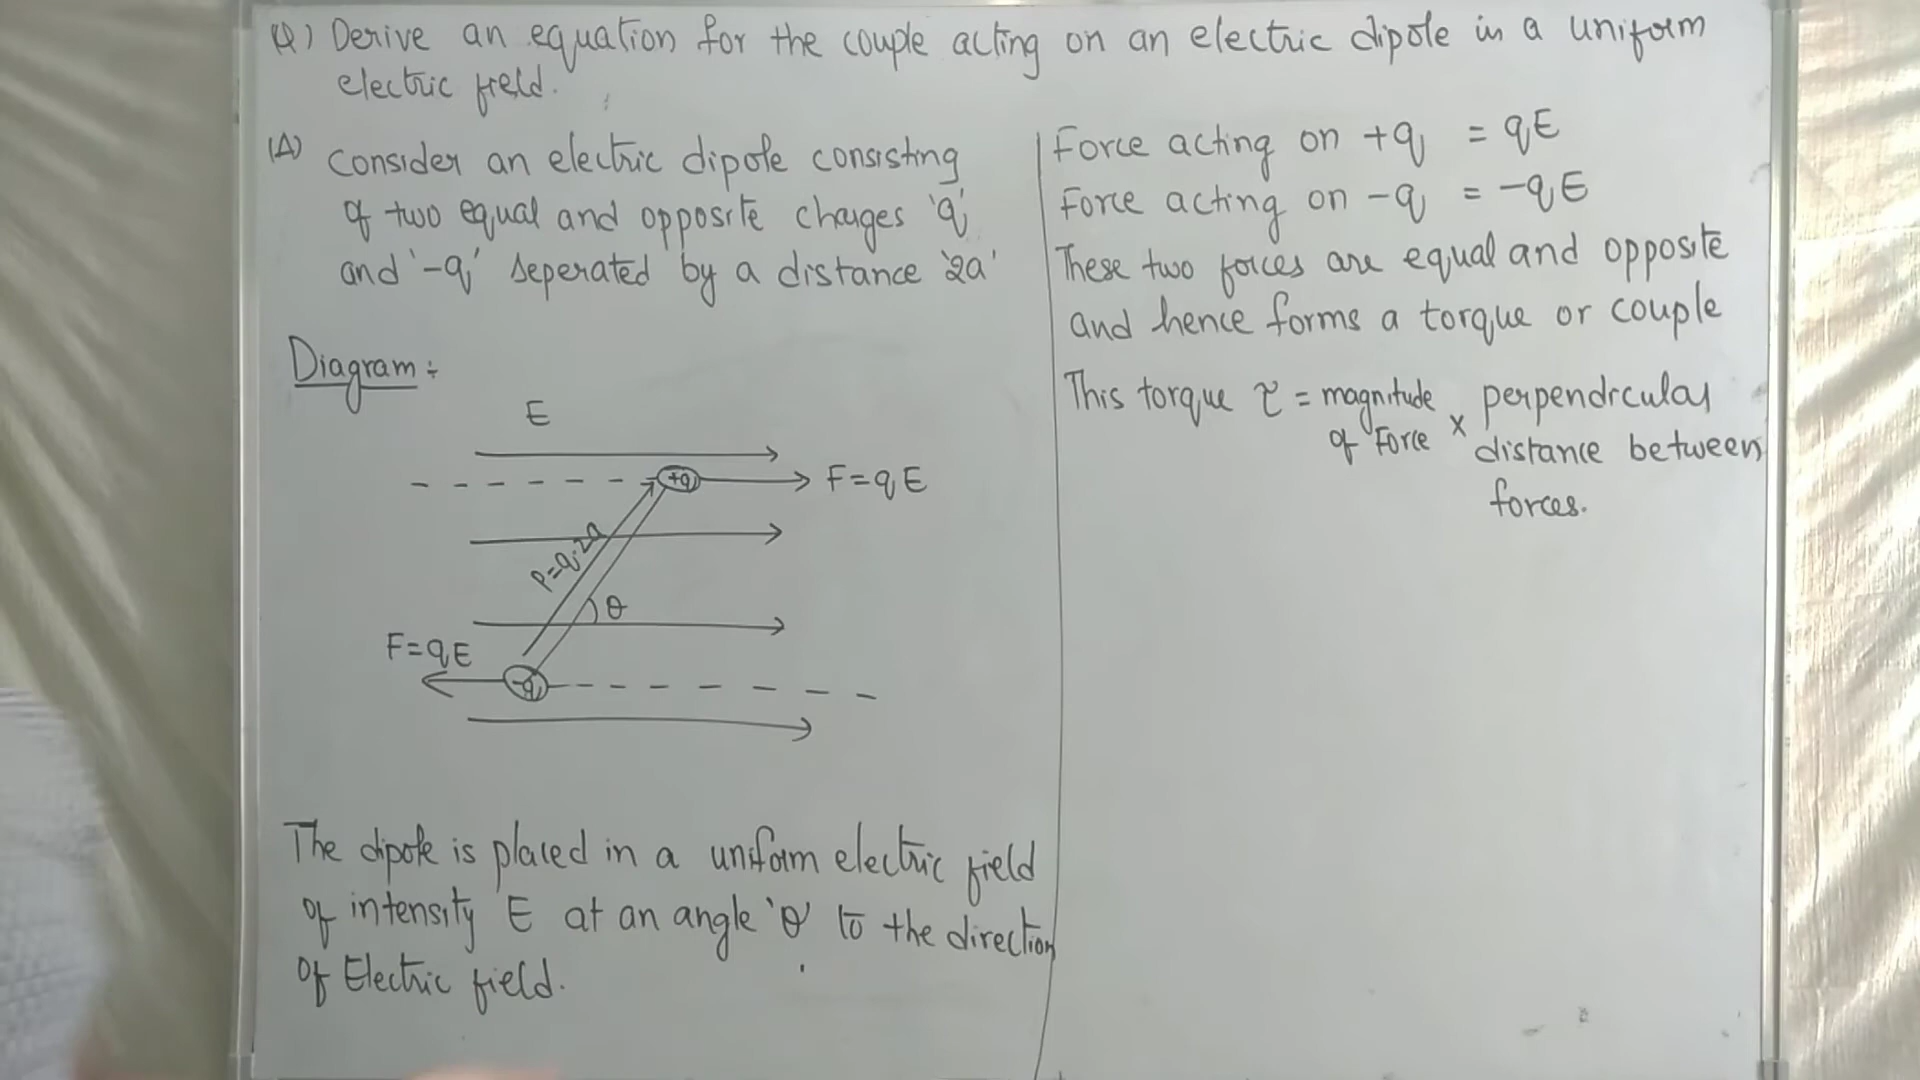 Q) Derive an equation for the couple acting on an electric dipole in a uniform
electric field.
(A) Consider an electric dipole consisting
of two equal and opposite charges 'q'
and '-q' seperated by a distance '2a'
Diagram:
E
+q
F=qE
P=q.2a
θ
F=qE
-q
The dipole is placed in a uniform electric field
of intensity E at an angle 'θ' to the direction
of Electric field.
Force acting on +q = qE
Force acting on -q = -qE
These two forces are equal and opposite
and hence forms a torque or couple
This torque τ = magnitude of Force × perpendicular
distance between
forces.